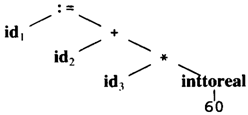 :=
id₁ +
id₂ *
id₃ inttoreal
60